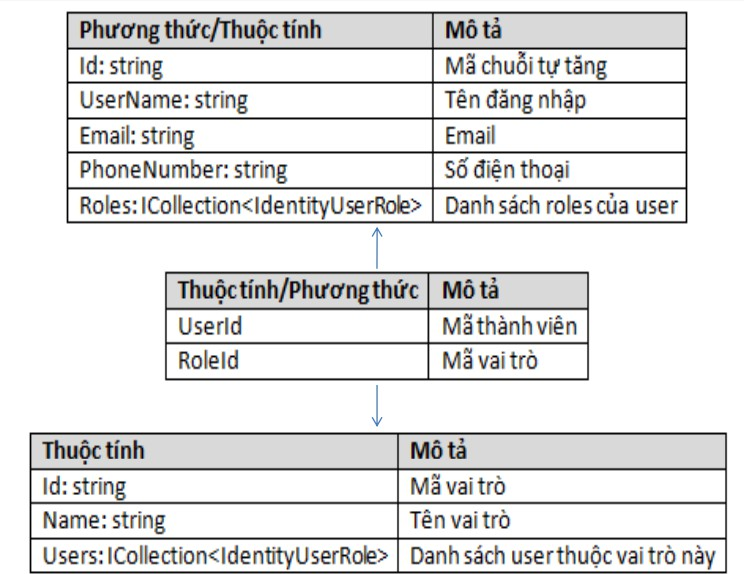 Phương thức/Thuộc tính Mô tả
Id: string Mã chuỗi tự tăng
UserName: string Tên đăng nhập
Email: string Email
PhoneNumber: string Số điện thoại
Roles: ICollection<IdentityUserRole> Danh sách roles của user
Thuộc tính/Phương thức Mô tả
UserId Mã thành viên
RoleId Mã vai trò
Thuộc tính Mô tả
Id: string Mã vai trò
Name: string Tên vai trò
Users: ICollection<IdentityUserRole> Danh sách user thuộc vai trò này